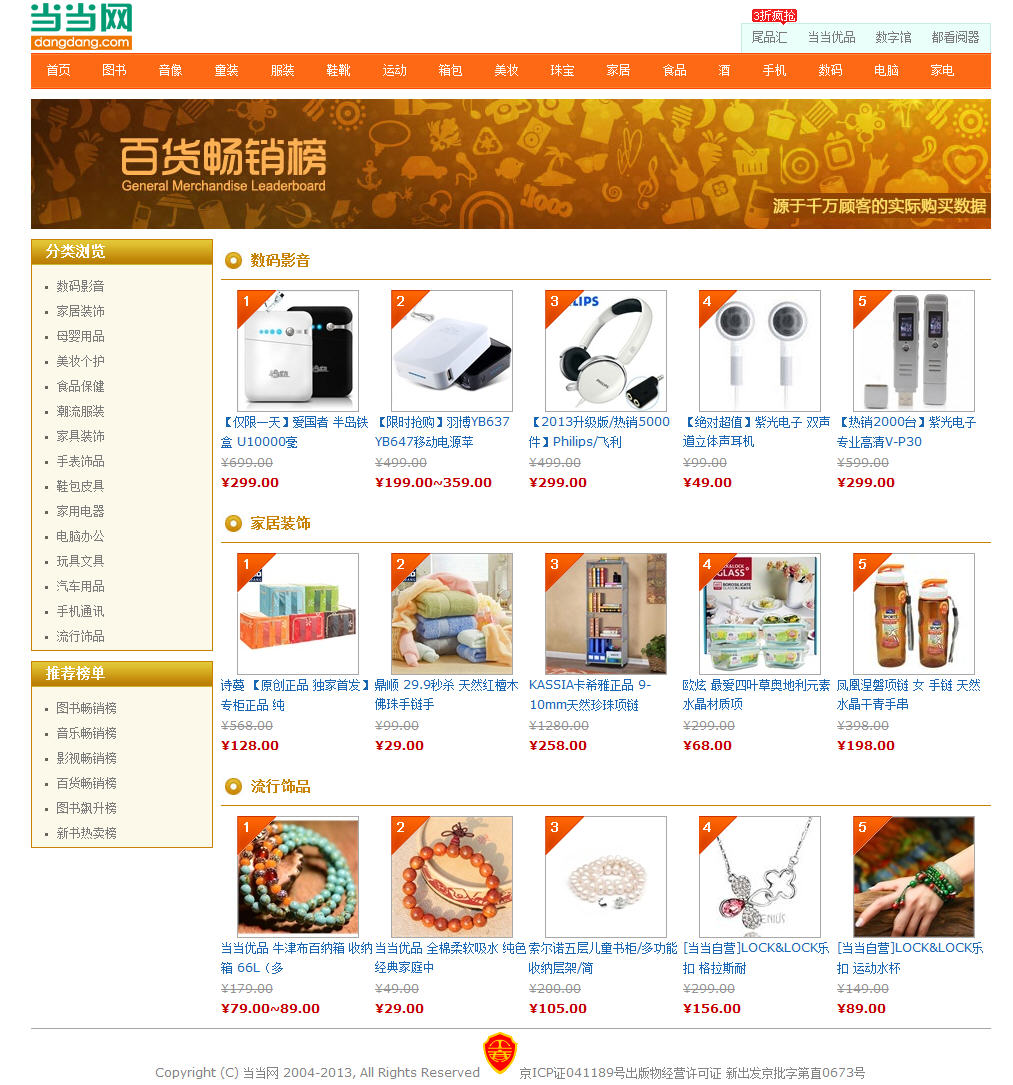 当当网
dangdang.com
3折疯抢
尾品汇 当当优品 数字馆 都看阅器
首页 图书 音像 童装 服装 鞋靴 运动 箱包 美妆 珠宝 家居 食品 酒 手机 数码 电脑 家电
百货畅销榜
General Merchandise Leaderboard
源于千万顾客的实际购买数据
分类浏览
数码影音
家居装饰
母婴用品
美妆个护
食品保健
潮流服装
家具装饰
手表饰品
鞋包皮具
家用电器
电脑办公
玩具文具
汽车用品
手机通讯
流行饰品
推荐榜单
图书畅销榜
音乐畅销榜
影视畅销榜
百货畅销榜
图书飙升榜
新书热卖榜
数码影音
1 2 3 4 5
PHILIPS
【仅限一天】爱国者 半岛铁
盒 U10000毫
¥699.00
¥299.00
【限时抢购】羽博YB637
YB647移动电源苹
¥499.00
¥199.00~359.00
【2013升级版/热销5000
件】Philips/飞利
¥499.00
¥299.00
【绝对超值】紫光电子 双声
道立体声耳机
¥99.00
¥49.00
【热销2000台】紫光电子
专业高清V-P30
¥599.00
¥299.00
家居装饰
1 2 3 4 5
GLASS
BOROSILICATE
SPORTS
诗蔓 【原创正品 独家首发】
专柜正品 纯
¥568.00
¥128.00
鼎顺 29.9秒杀 天然红檀木
佛珠手链手
¥99.00
¥29.00
KASSIA卡希雅正品 9-
10mm天然珍珠项链
¥1280.00
¥258.00
欧炫 最爱四叶草奥地利元素
水晶材质项
¥299.00
¥68.00
凤凰涅磐项链 女 手链 天然
水晶干青手串
¥398.00
¥198.00
流行饰品
1 2 3 4 5
当当优品 牛津布百纳箱 收纳
箱 66L（多
¥179.00
¥79.00~89.00
当当优品 全棉柔软吸水 纯色
经典家庭中
¥49.00
¥29.00
索尔诺五层儿童书柜/多功能
收纳层架/简
¥200.00
¥105.00
[当当自营]LOCK&LOCK乐
扣 格拉斯耐
¥299.00
¥156.00
[当当自营]LOCK&LOCK乐
扣 运动水杯
¥149.00
¥89.00
Copyright (C) 当当网 2004-2013, All Rights Reserved 京ICP证041189号出版物经营许可证 新出发京批字第直0673号